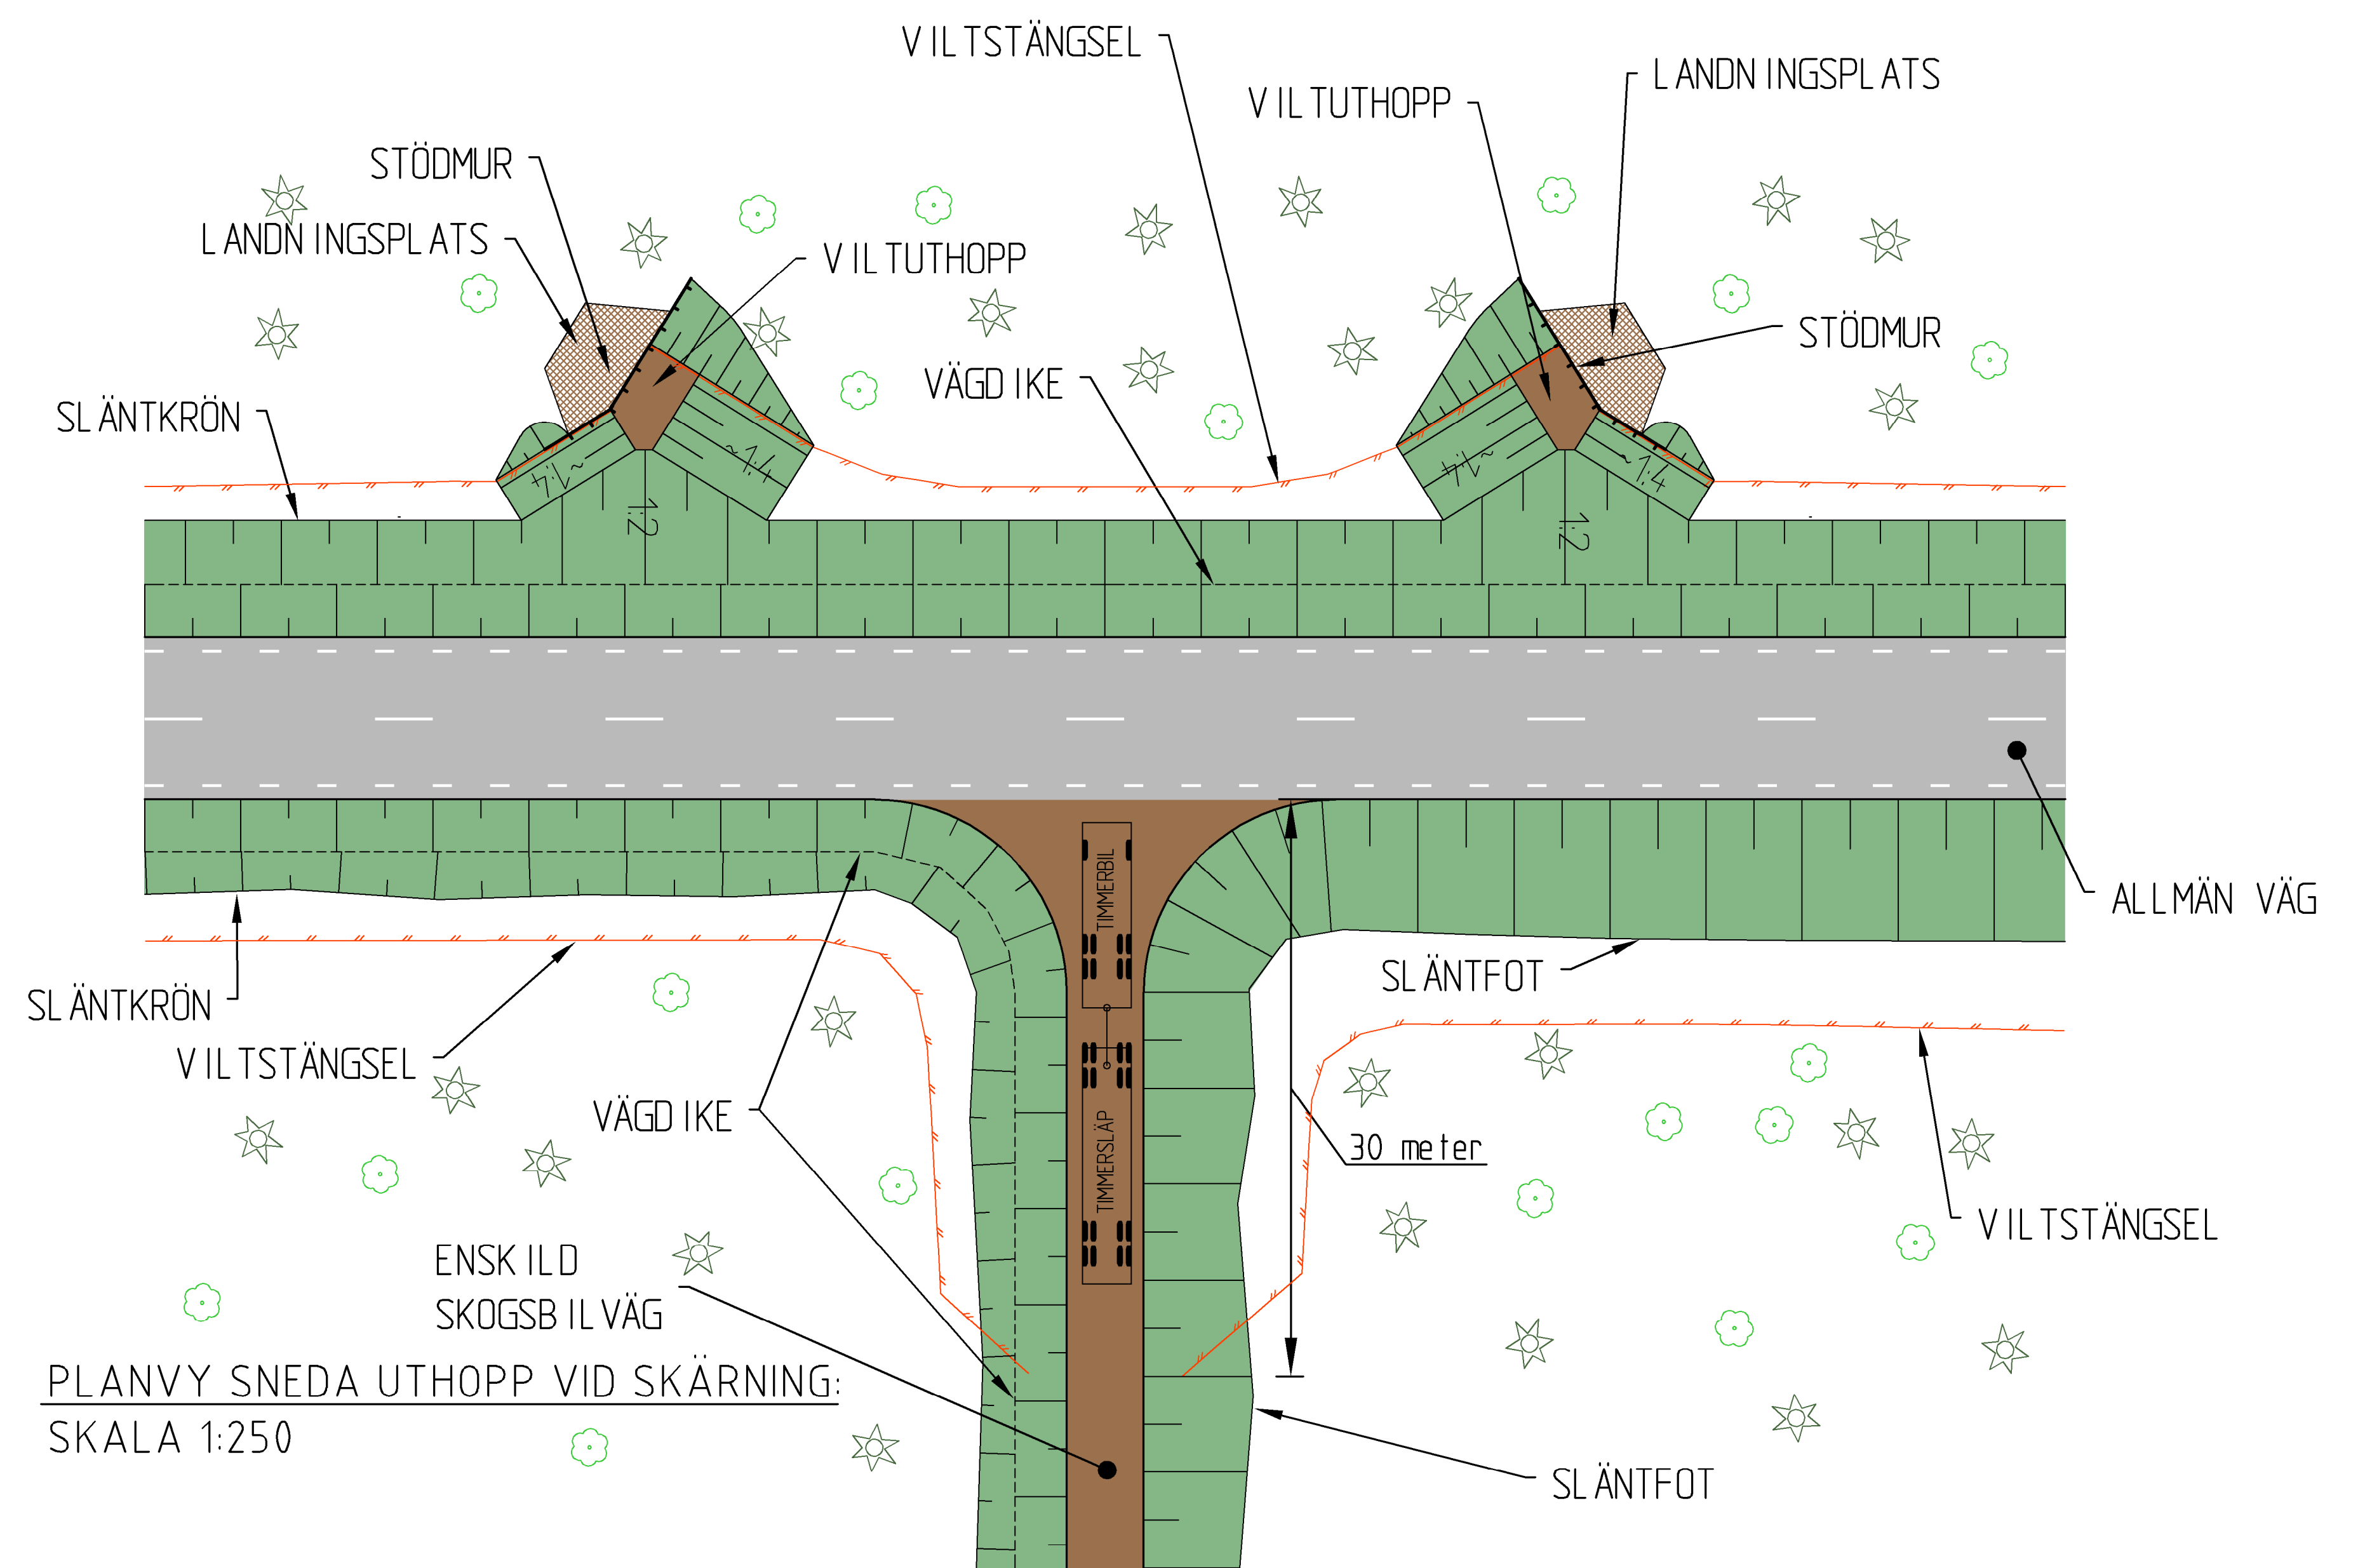 VILTSTÄNGSEL
LANDNINGSPLATS
VILTUTHOPP
STÖDMUR
LANDNINGSPLATS
VILTUTHOPP
STÖDMUR
VÄGDIKE
SLÄNTKRÖN
~1:4
~1:4
~1:4
~1:4
1:2
1:2
TIMMERBIL
ALLMÄN VÄG
SLÄNTFOT
SLÄNTKRÖN
VILTSTÄNGSEL
VÄGDIKE
TIMMERSLÄP
30 meter
VILTSTÄNGSEL
ENSKILD
SKOGSBILVÄG
PLANVY SNEDA UTHOPP VID SKÄRNING:
SKALA 1:250
SLÄNTFOT